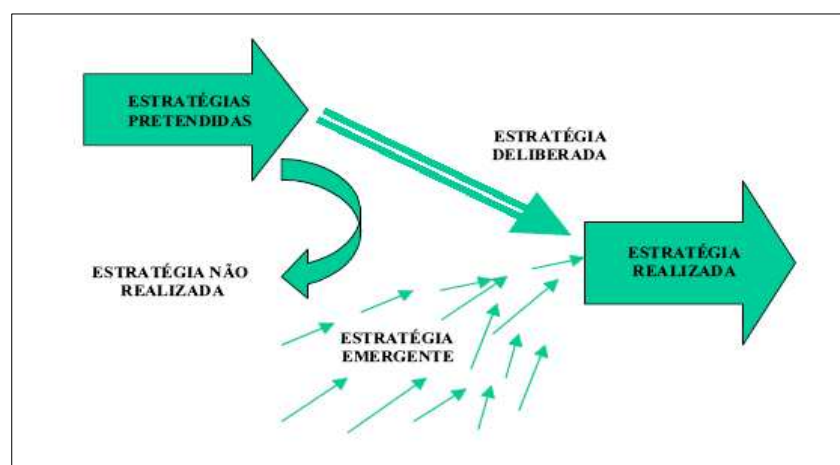 ESTRATÉGIAS
PRETENDIDAS
ESTRATÉGIA
DELIBERADA
ESTRATÉGIA NÃO
REALIZADA
ESTRATÉGIA
EMERGENTE
ESTRATÉGIA
REALIZADA